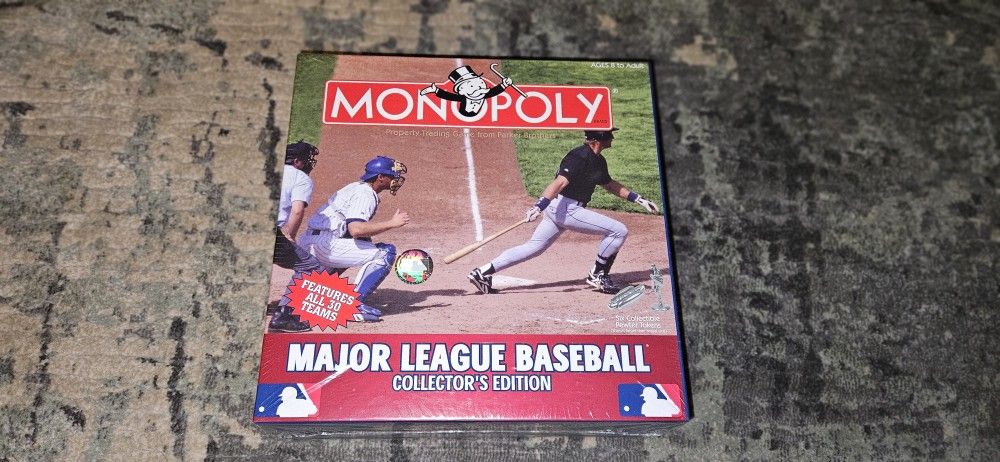 AGES 8 to Adult
MONOPOLY®
Property Trading Game from Parker Brothers
FEATURES
ALL 30
TEAMS
Six Collectible
Pewter Tokens
MAJOR LEAGUE BASEBALL
COLLECTOR'S EDITION